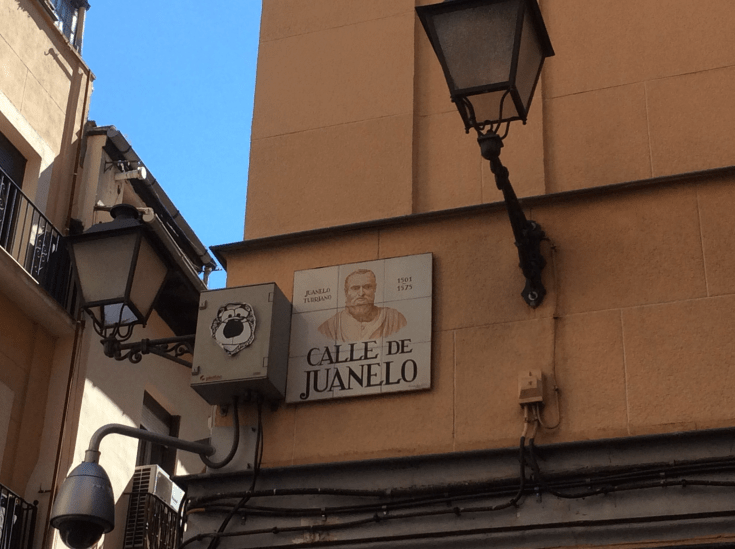 JUANELO
TURRIANO
1501
1575
CALLE DE
JUANELO